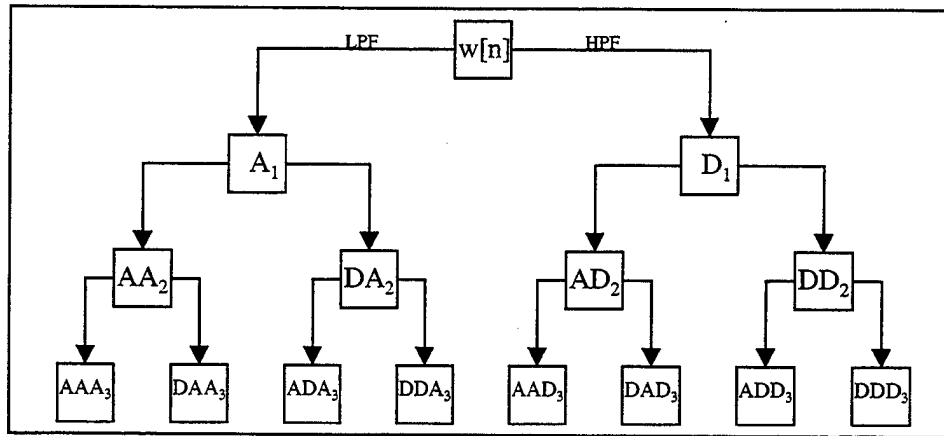 LPF w[n] HPF
A₁ D₁
AA₂ DA₂ AD₂ DD₂
AAA₃ DAA₃ ADA₃ DDA₃ AAD₃ DAD₃ ADD₃ DDD₃